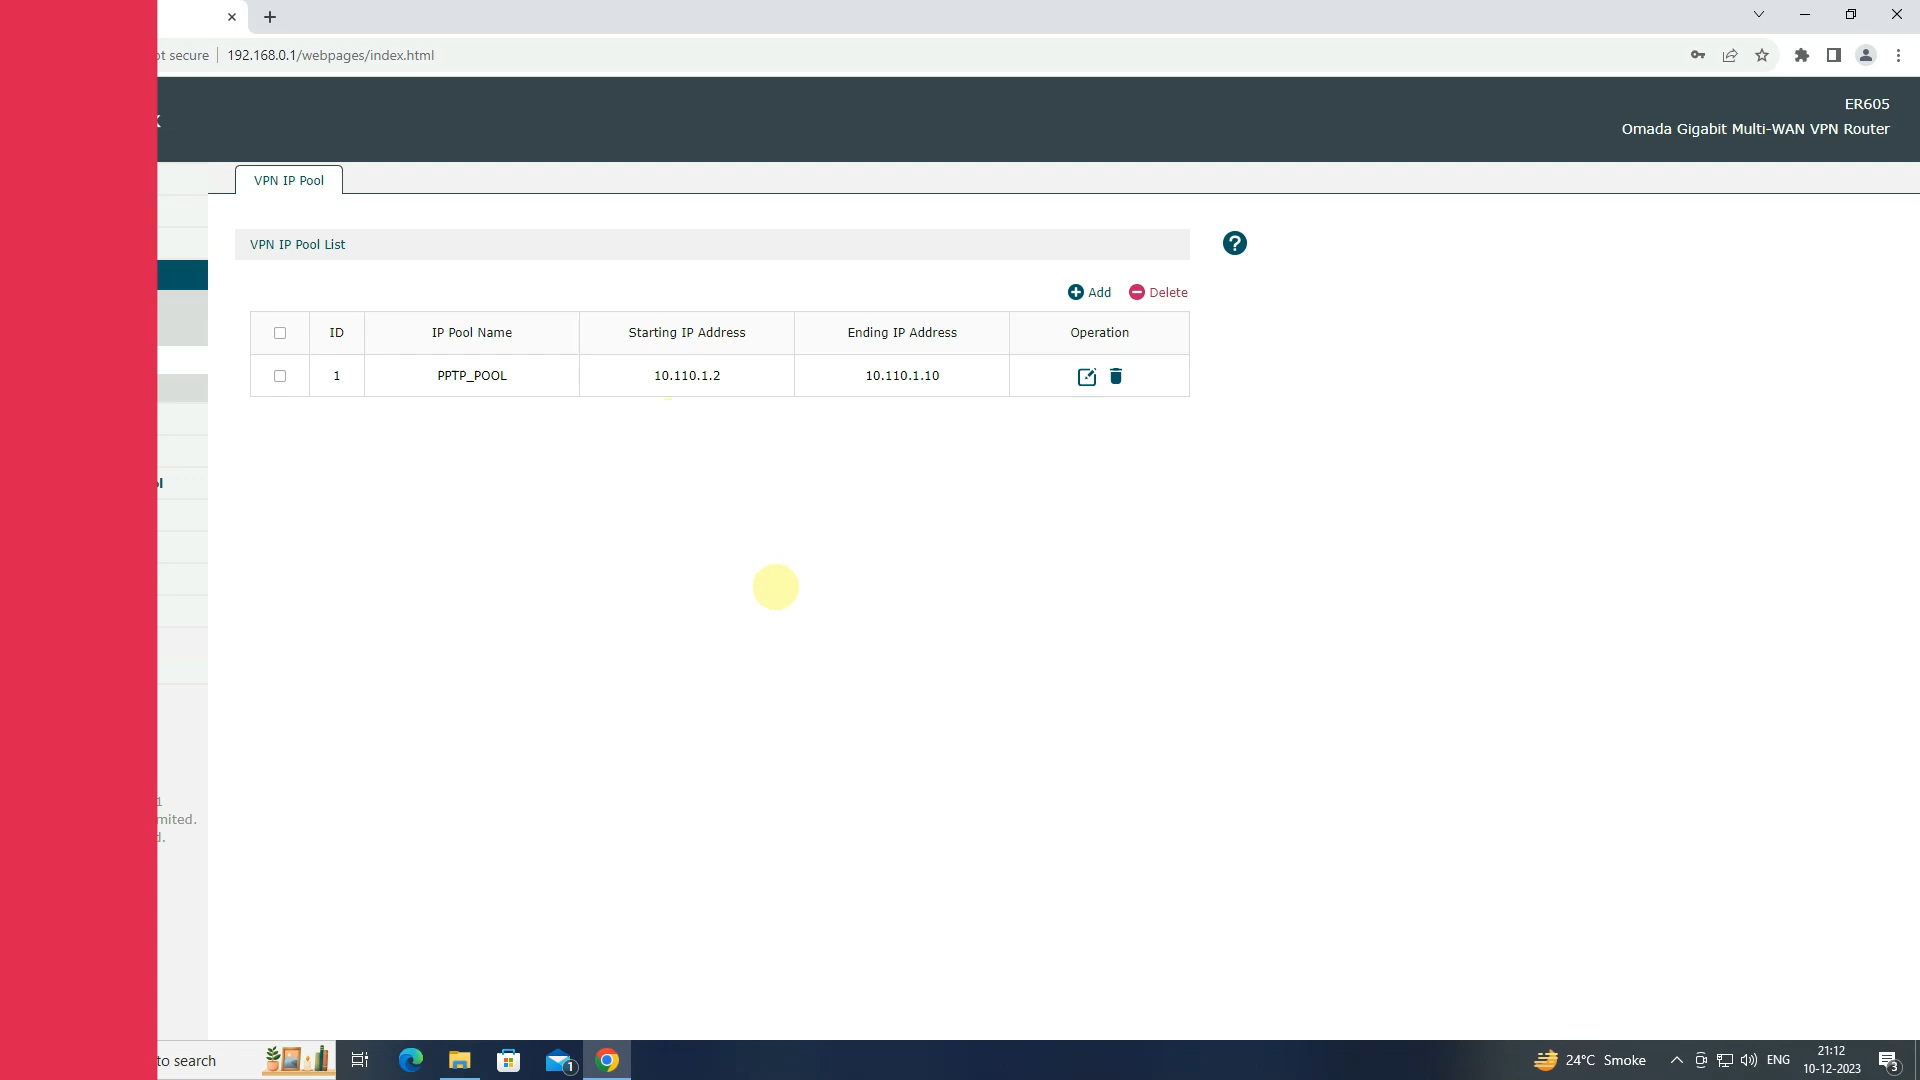 192.168.0.1/webpages/index.html
secure
ER605
Omada Gigabit Multi-WAN VPN Router
VPN IP Pool
VPN IP Pool List
Add
Delete
ID
IP Pool Name
Starting IP Address
Ending IP Address
Operation
1
PPTP_POOL
10.110.1.2
10.110.1.10
to search
1
24°C Smoke
ENG
21:12
10-12-2023
3